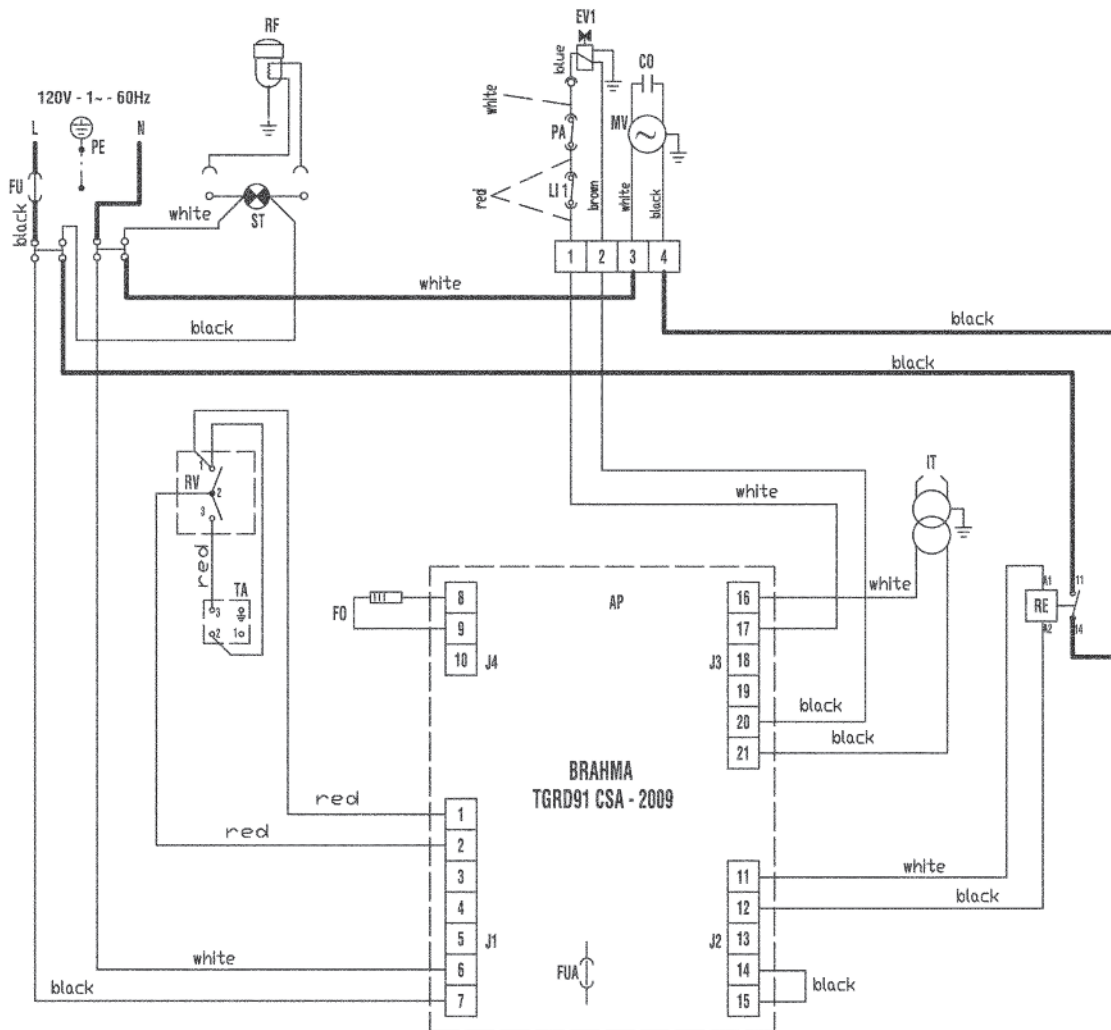 RF
120V - 1~ - 60Hz
L
PE
N
FU
black
white
ST
EV1
blue
white
CO
PA
MV
LI 1
red
brown
white
black
1 2 3 4
white
black
black
black
RV
1
2
3
red
TA
3
2 1
white
IT
white
FO
8
9
10
J4
AP
16
17
18
19
20
21
J3
black
black
A1
RE
A2
11
14
BRAHMA
TGRD91 CSA - 2009
red
red
1
2
3
4
5
6
7
J1
white
black
FUA
11
12
13
14
15
J2
white
black
black